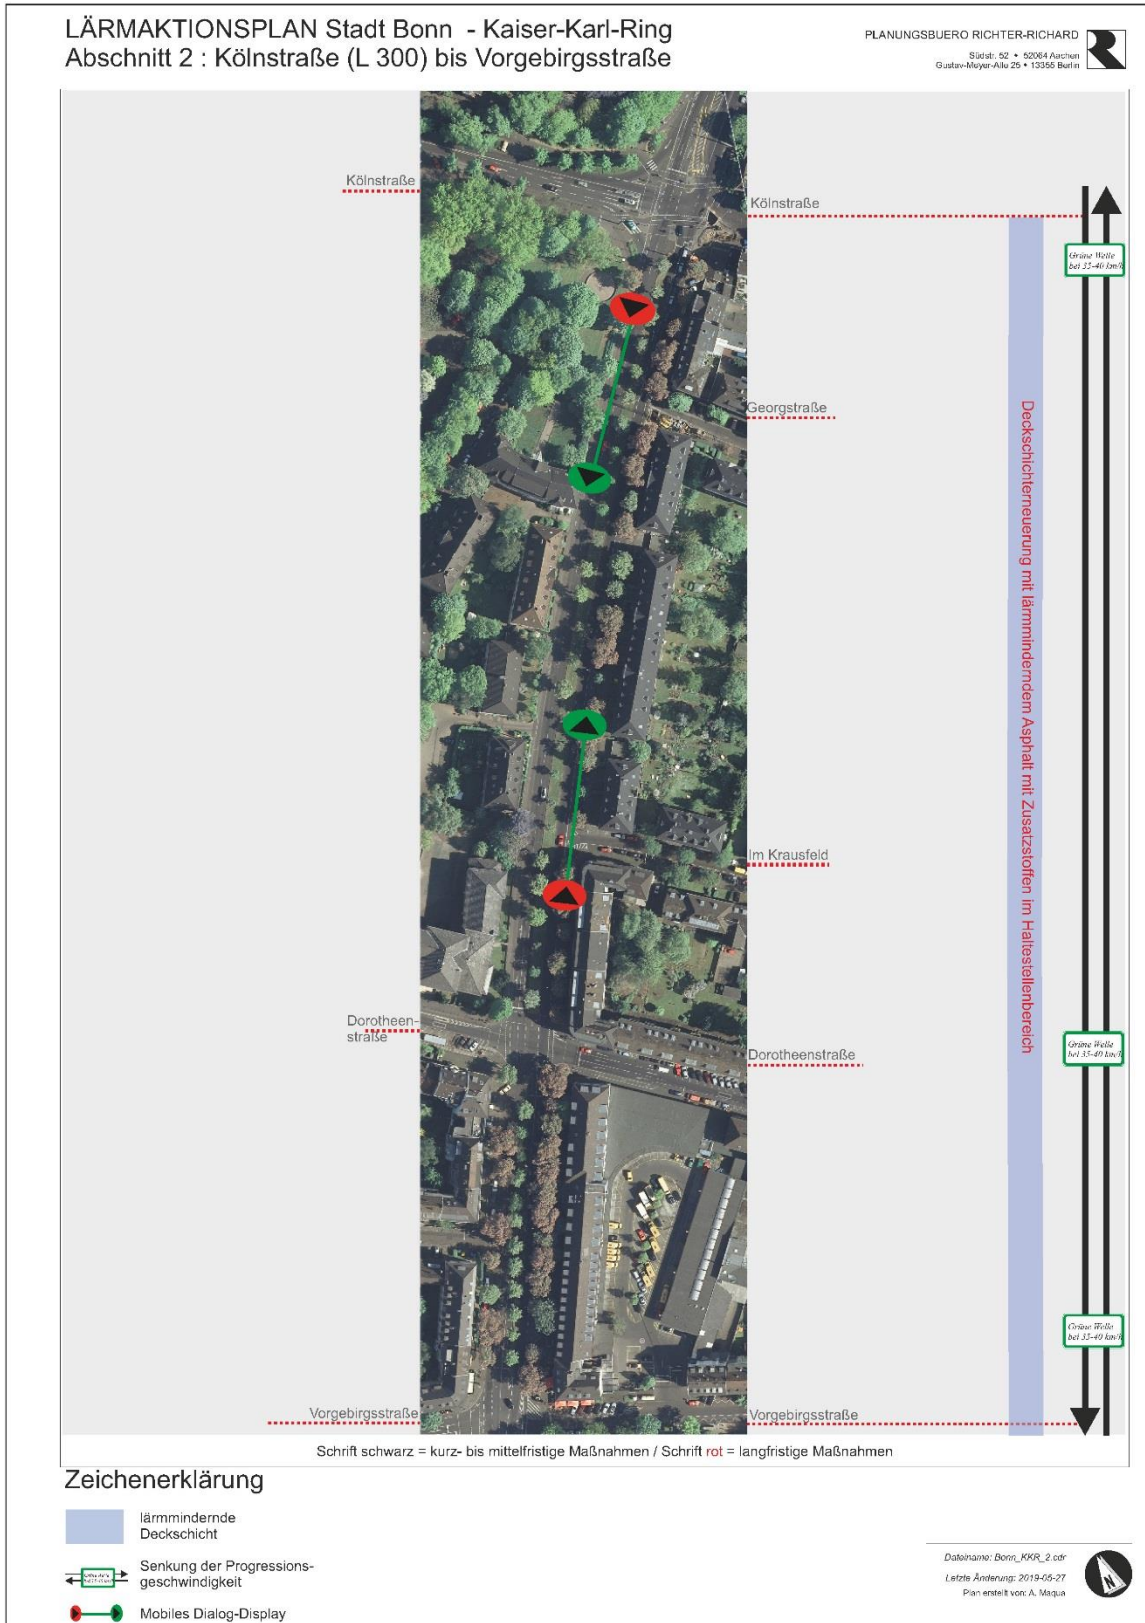 LÄRMAKTIONSPLAN Stadt Bonn - Kaiser-Karl-Ring
Abschnitt 2 : Kölnstraße (L 300) bis Vorgebirgsstraße
PLANUNGSBUERO RICHTER-RICHARD
Südstr. 52 • 52064 Aachen
Gustav-Meyer-Alle 25 • 13355 Berlin
Kölnstraße
Kölnstraße
Grüne Welle
bei 35-40 km/h
Georgstraße
Deckschichterneuerung mit lärmminderndem Asphalt mit Zusatzstoffen im Haltestellenbereich
Im Krausfeld
Dorotheen-
straße
Dorotheenstraße
Grüne Welle
bei 35-40 km/h
Grüne Welle
bei 35-40 km/h
Vorgebirgsstraße
Vorgebirgsstraße
Schrift schwarz = kurz- bis mittelfristige Maßnahmen / Schrift rot = langfristige Maßnahmen
Zeichenerklärung
lärmmindernde
Deckschicht
Senkung der Progressions-
geschwindigkeit
Mobiles Dialog-Display
Dateiname: Bonn_KKR_2.cdr
Letzte Änderung: 2019-05-27
Plan erstellt von: A. Maqua
N